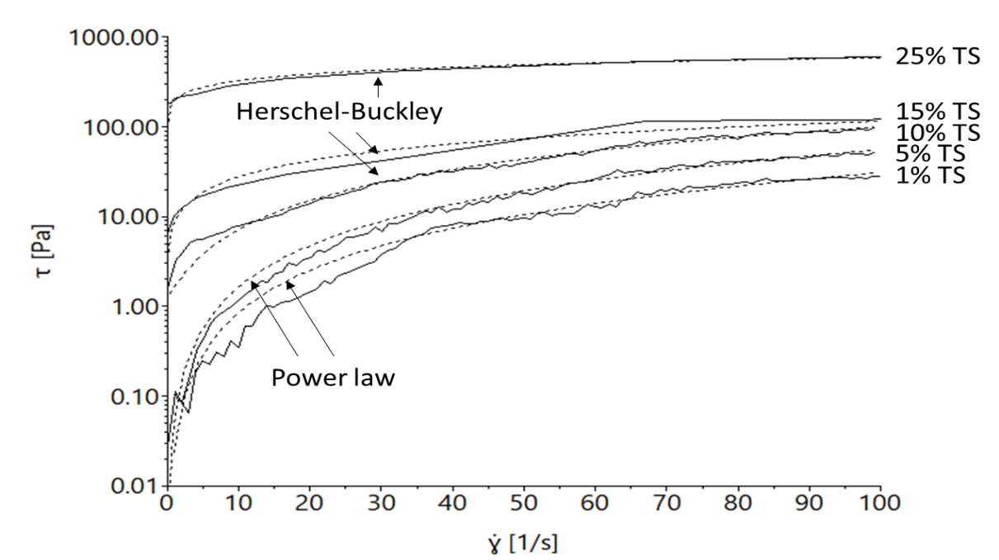 1000.00
100.00
10.00
1.00
0.10
0.01
τ [Pa]
25% TS
15% TS
10% TS
5% TS
1% TS
Herschel-Buckley
Power law
0 10 20 30 40 50 60 70 80 90 100
γ̇ [1/s]